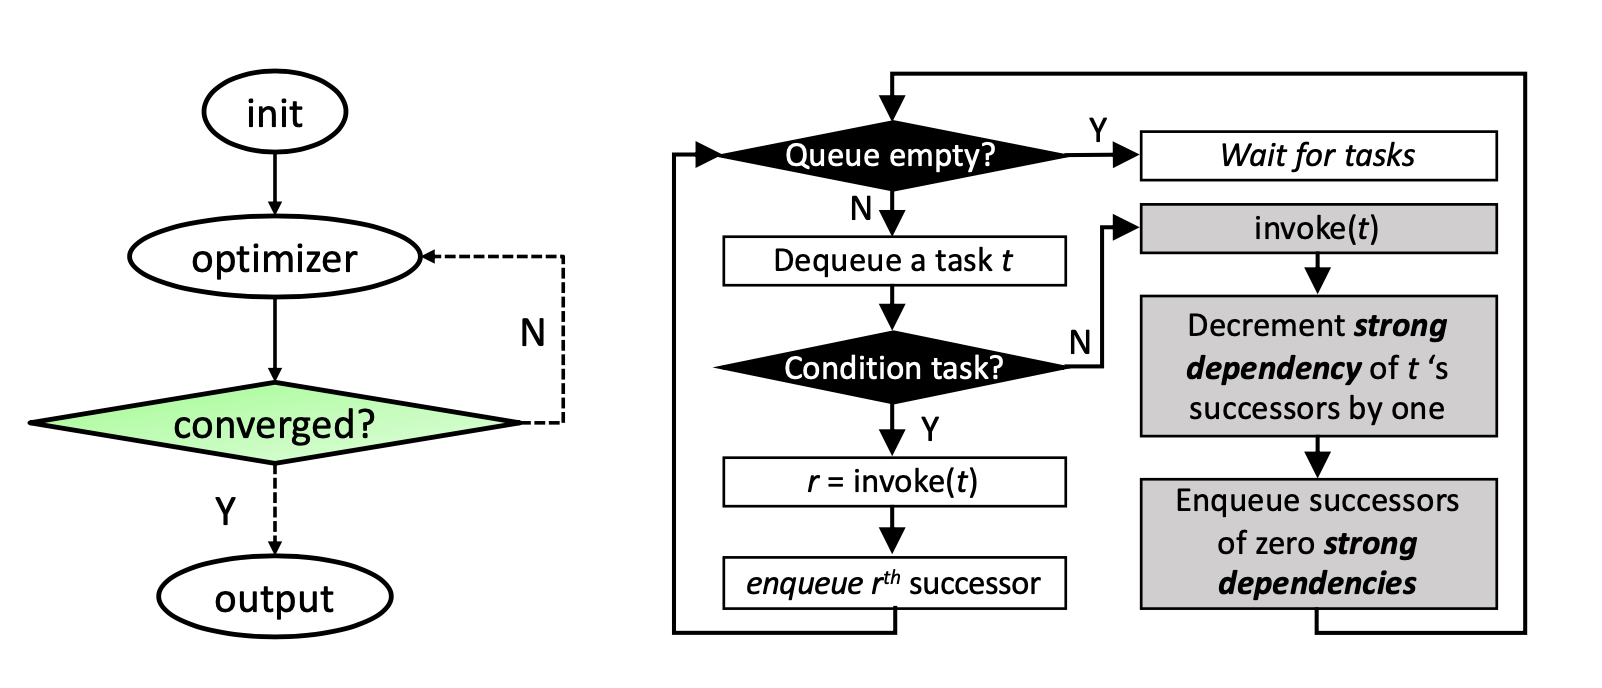 init
optimizer
N
converged?
Y
output
Queue empty?
Y
Wait for tasks
N
Dequeue a task t
Condition task?
N
Y
r = invoke(t)
enqueue rth successor
invoke(t)
Decrement strong
dependency of t ‘s
successors by one
Enqueue successors
of zero strong
dependencies